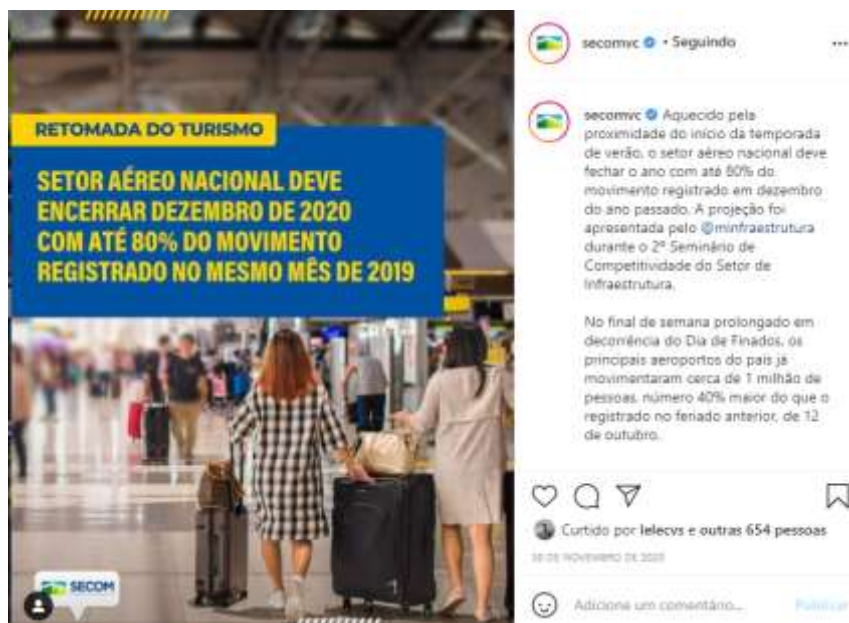 RETOMADA DO TURISMO
SETOR AÉREO NACIONAL DEVE
ENCERRAR DEZEMBRO DE 2020
COM ATÉ 80% DO MOVIMENTO
REGISTRADO NO MESMO MÊS DE 2019
SECOM
secomvc • Seguindo
secomvc Aquecido pela
proximidade do início da temporada
de verão, o setor aéreo nacional deve
fechar o ano com até 80% do
movimento registrado em dezembro
do ano passado. A projeção foi
apresentada pelo @minfraestrutura
durante o 2º Seminário de
Competitividade do Setor de
Infraestrutura.
No final de semana prolongado em
decorrência do Dia de Finados, os
principais aeroportos do país já
movimentaram cerca de 1 milhão de
pessoas, número 40% maior do que o
registrado no feriado anterior, de 12
de outubro.
Curtido por lelecvs e outras 654 pessoas
DE NOVEMBRO DE 2020
Adicione um comentário... Publicar